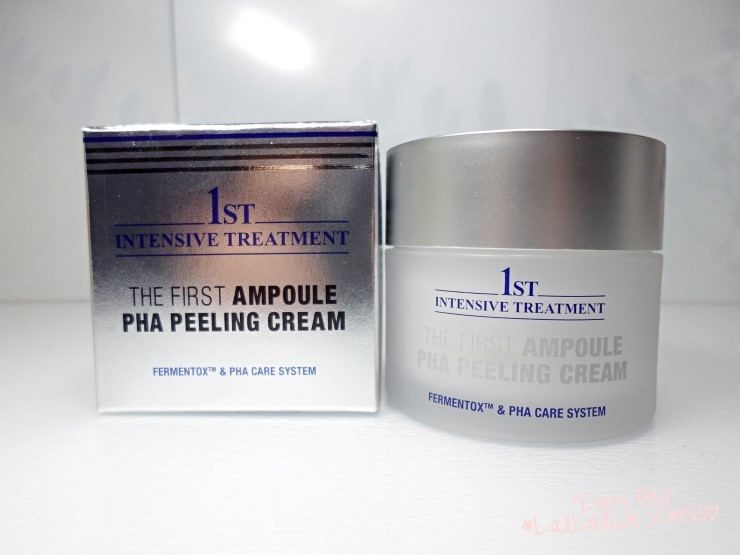 1ST
INTENSIVE TREATMENT
THE FIRST AMPOULE
PHA PEELING CREAM
FERMENTOX™ & PHA CARE SYSTEM
1ST
INTENSIVE TREATMENT
THE FIRST AMPOULE
PHA PEELING CREAM
FERMENTOX™ & PHA CARE SYSTEM